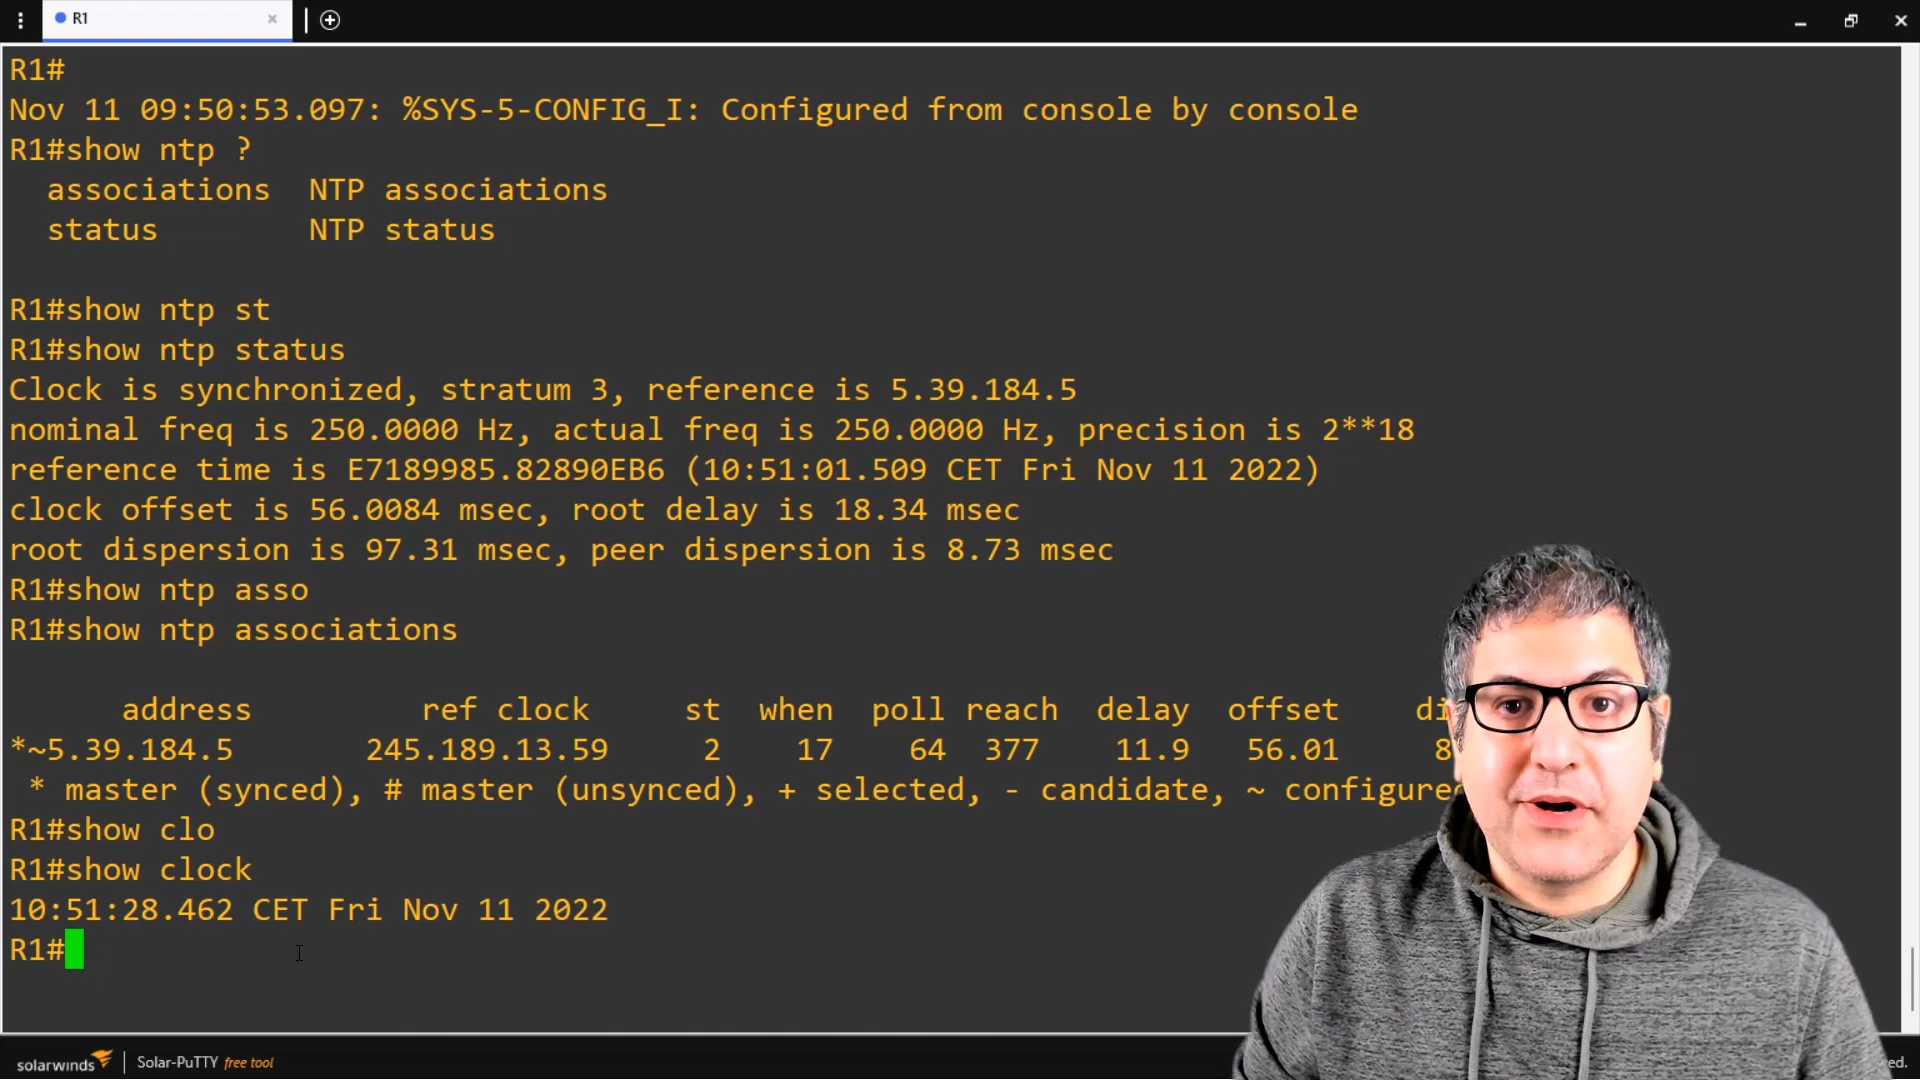 R1
R1#
Nov 11 09:50:53.097: %SYS-5-CONFIG_I: Configured from console by console
R1#show ntp ?
associations NTP associations
status NTP status
R1#show ntp st
R1#show ntp status
Clock is synchronized, stratum 3, reference is 5.39.184.5
nominal freq is 250.0000 Hz, actual freq is 250.0000 Hz, precision is 2**18
reference time is E7189985.82890EB6 (10:51:01.509 CET Fri Nov 11 2022)
clock offset is 56.0084 msec, root delay is 18.34 msec
root dispersion is 97.31 msec, peer dispersion is 8.73 msec
R1#show ntp asso
R1#show ntp associations
address ref clock st when poll reach delay offset
*~5.39.184.5 245.189.13.59 2 17 64 377 11.9 56.01 8
* master (synced), # master (unsynced), + selected, - candidate, ~ configure
R1#show clo
R1#show clock
10:51:28.462 CET Fri Nov 11 2022
R1#
solarwinds Solar-PuTTY free tool